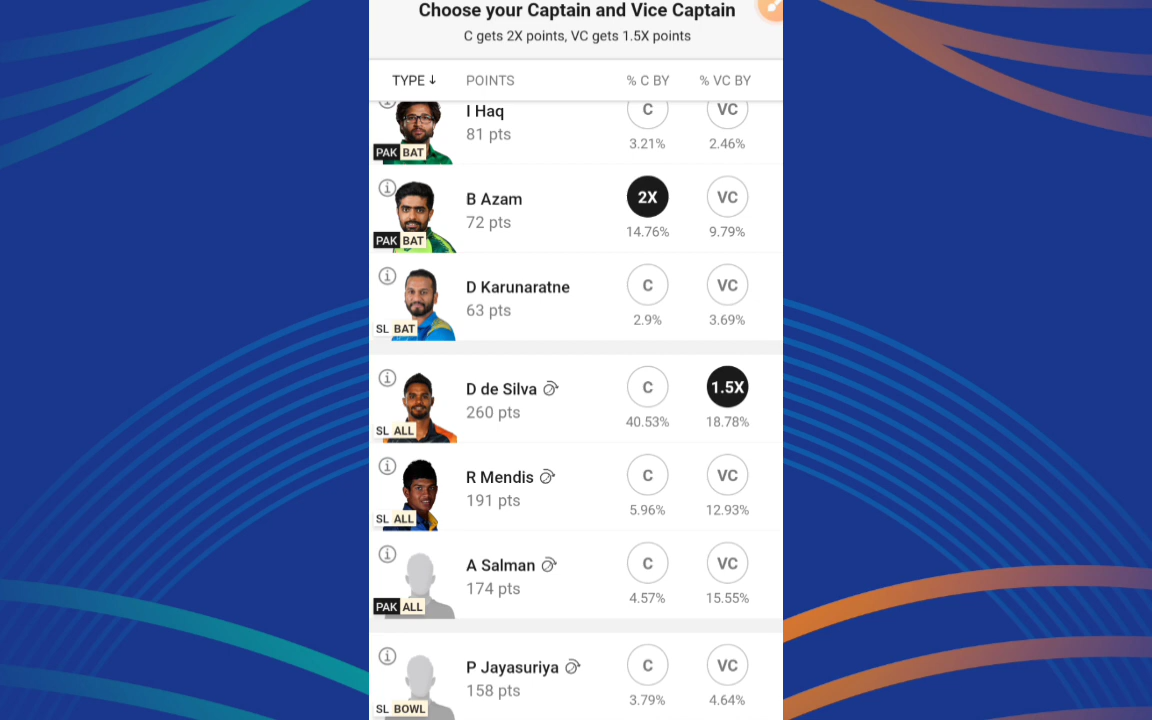 Choose your Captain and Vice Captain
C gets 2X points, VC gets 1.5X points
TYPE ↓ POINTS % C BY % VC BY
I Haq C VC
81 pts
3.21% 2.46%
PAK BAT
B Azam 2X VC
72 pts
14.76% 9.79%
PAK BAT
D Karunaratne C VC
63 pts
2.9% 3.69%
SL BAT
D de Silva C 1.5X
260 pts
40.53% 18.78%
SL ALL
R Mendis C VC
191 pts
5.96% 12.93%
SL ALL
A Salman C VC
174 pts
4.57% 15.55%
PAK ALL
P Jayasuriya C VC
158 pts
3.79% 4.64%
SL BOWL